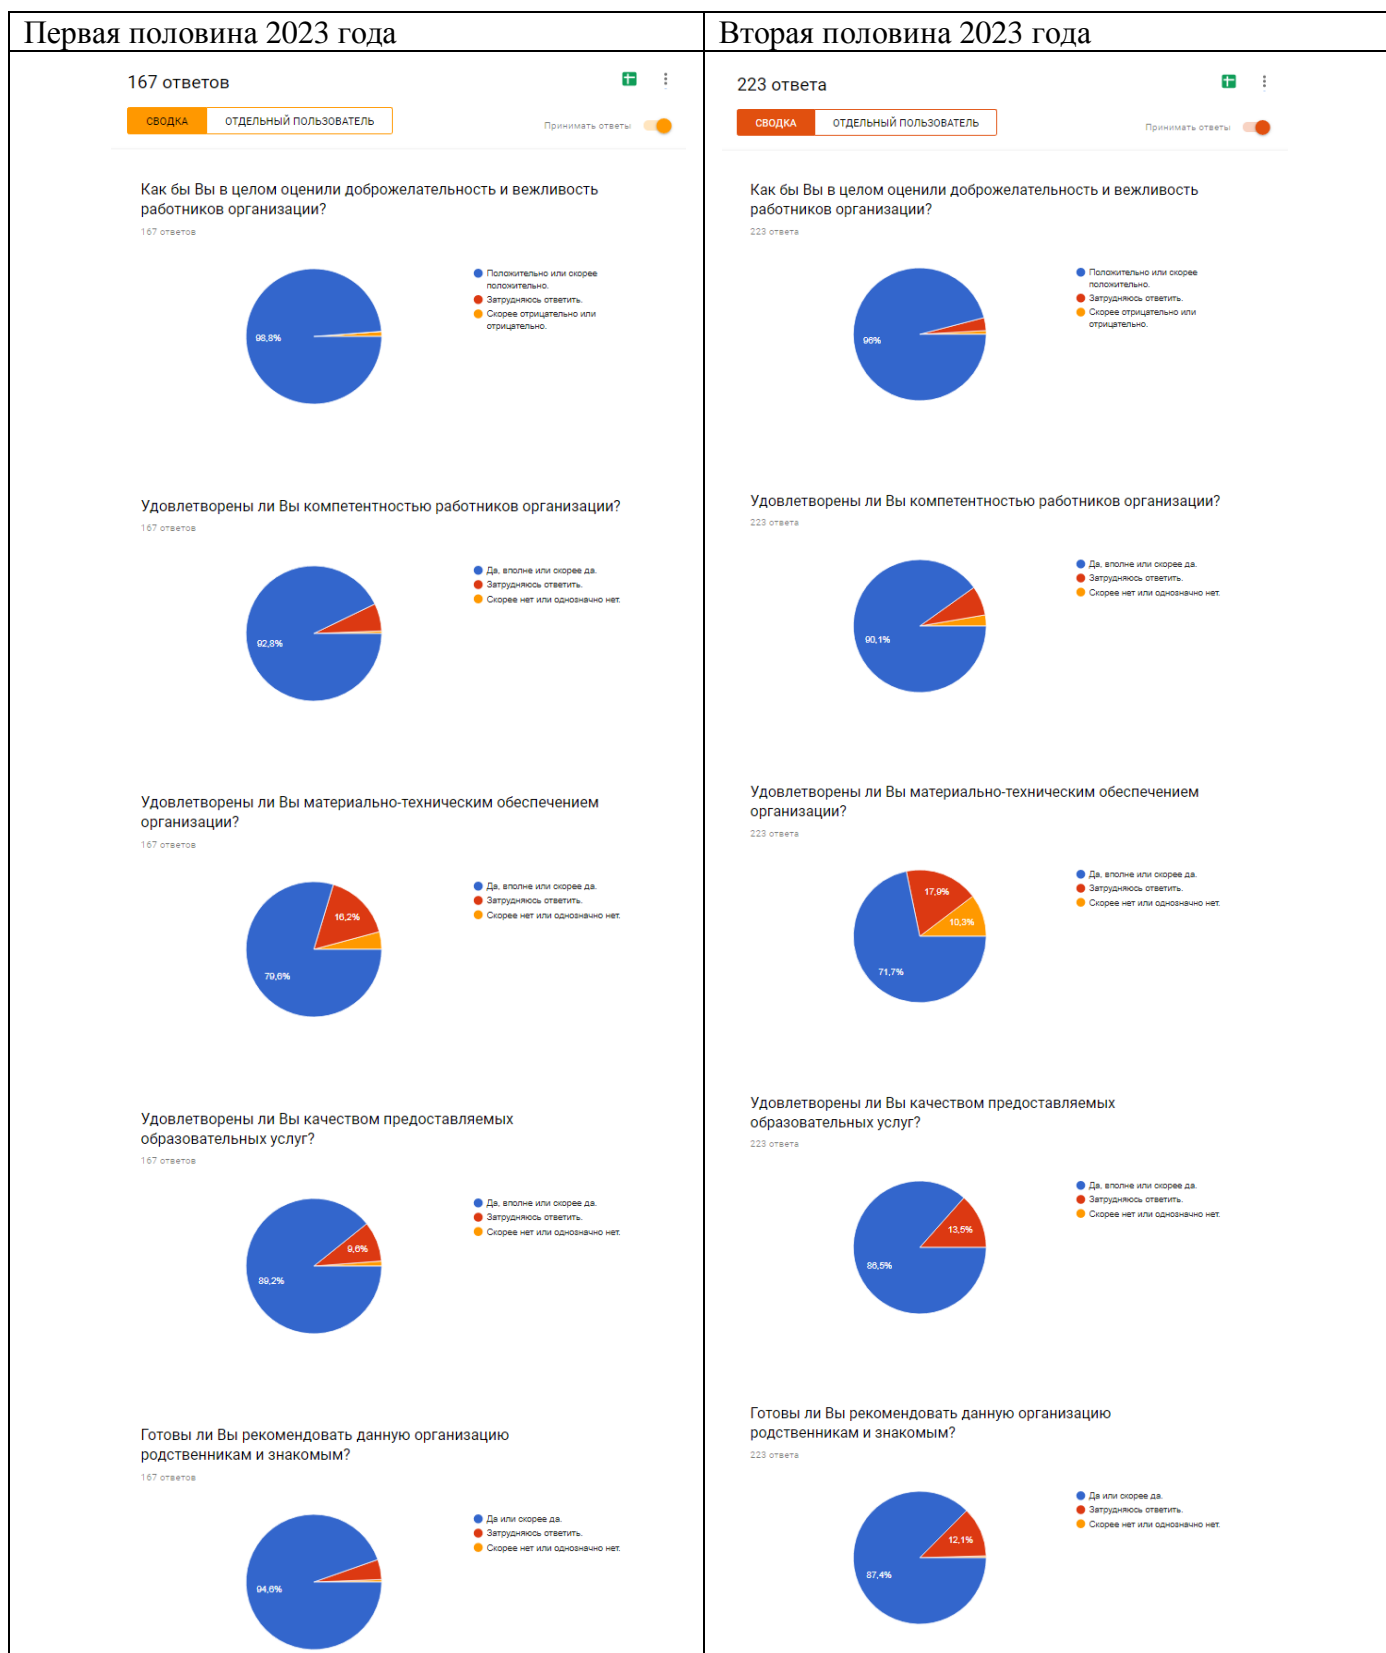 Первая половина 2023 года
167 ответов
СВОДКА
ОТДЕЛЬНЫЙ ПОЛЬЗОВАТЕЛЬ
Принимать ответы
Как бы Вы в целом оценили доброжелательность и вежливость
работников организации?
167 ответов
98,8%
Положительно или скорее
положительно.
Затрудняюсь ответить.
Скорее отрицательно или
отрицательно.
Удовлетворены ли Вы компетентностью работников организации?
167 ответов
92,8%
Да, вполне или скорее да.
Затрудняюсь ответить.
Скорее нет или однозначно нет.
Удовлетворены ли Вы материально-техническим обеспечением
организации?
167 ответов
16,2%
79,6%
Да, вполне или скорее да.
Затрудняюсь ответить.
Скорее нет или однозначно нет.
Удовлетворены ли Вы качеством предоставляемых
образовательных услуг?
167 ответов
9,6%
89,2%
Да, вполне или скорее да.
Затрудняюсь ответить.
Скорее нет или однозначно нет.
Готовы ли Вы рекомендовать данную организацию
родственникам и знакомым?
167 ответов
94,6%
Да или скорее да.
Затрудняюсь ответить.
Скорее нет или однозначно нет.
Вторая половина 2023 года
223 ответа
СВОДКА
ОТДЕЛЬНЫЙ ПОЛЬЗОВАТЕЛЬ
Принимать ответы
Как бы Вы в целом оценили доброжелательность и вежливость
работников организации?
223 ответа
96%
Положительно или скорее
положительно.
Затрудняюсь ответить.
Скорее отрицательно или
отрицательно.
Удовлетворены ли Вы компетентностью работников организации?
223 ответа
90,1%
Да, вполне или скорее да.
Затрудняюсь ответить.
Скорее нет или однозначно нет.
Удовлетворены ли Вы материально-техническим обеспечением
организации?
223 ответа
17,9%
10,3%
71,7%
Да, вполне или скорее да.
Затрудняюсь ответить.
Скорее нет или однозначно нет.
Удовлетворены ли Вы качеством предоставляемых
образовательных услуг?
223 ответа
13,5%
86,5%
Да, вполне или скорее да.
Затрудняюсь ответить.
Скорее нет или однозначно нет.
Готовы ли Вы рекомендовать данную организацию
родственникам и знакомым?
223 ответа
12,1%
87,4%
Да или скорее да.
Затрудняюсь ответить.
Скорее нет или однозначно нет.